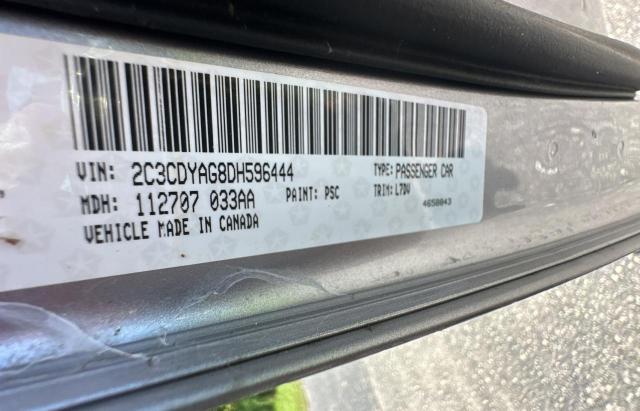 VIN: 2C3CDYAG8DH596444 TYPE: PASSENGER CAR
MDH: 112707 033AA PAINT: PSC TRIM: L7DV
VEHICLE MADE IN CANADA 4658043